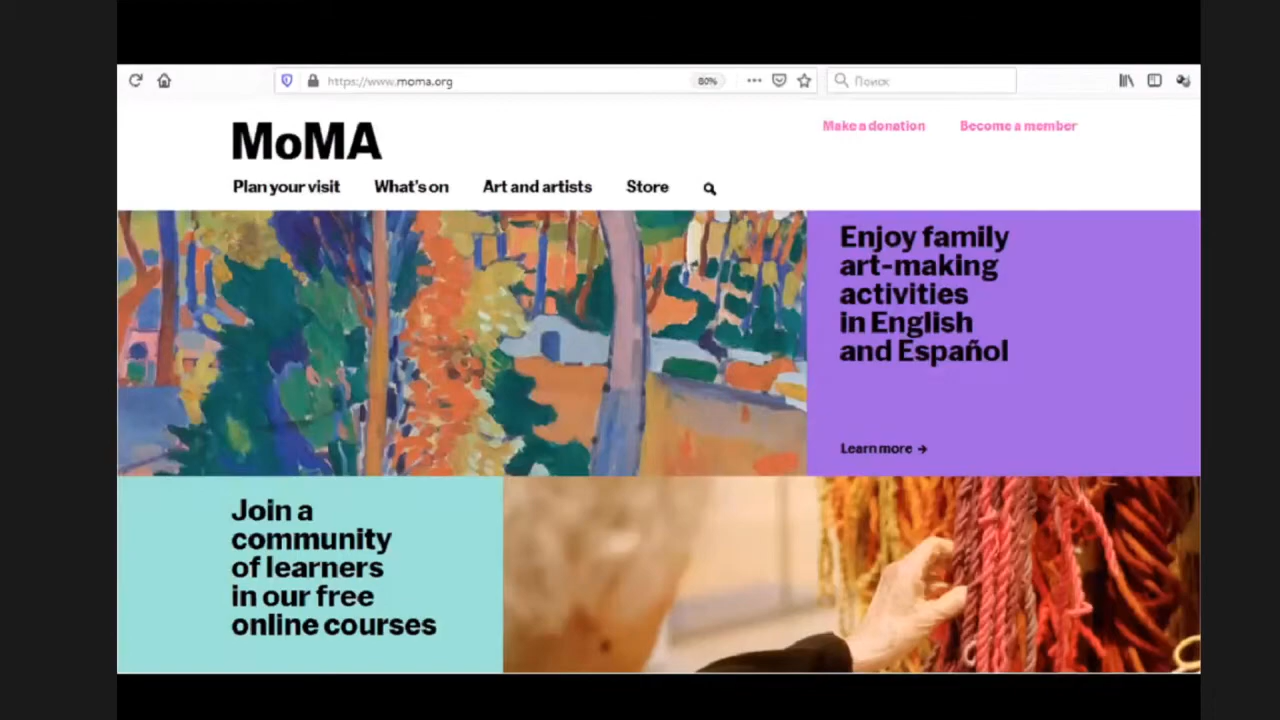 https://www.moma.org
80%
Поиск
MoMA
Make a donation
Become a member
Plan your visit
What's on
Art and artists
Store
Enjoy family
art-making
activities
in English
and Español
Learn more →
Join a
community
of learners
in our free
online courses